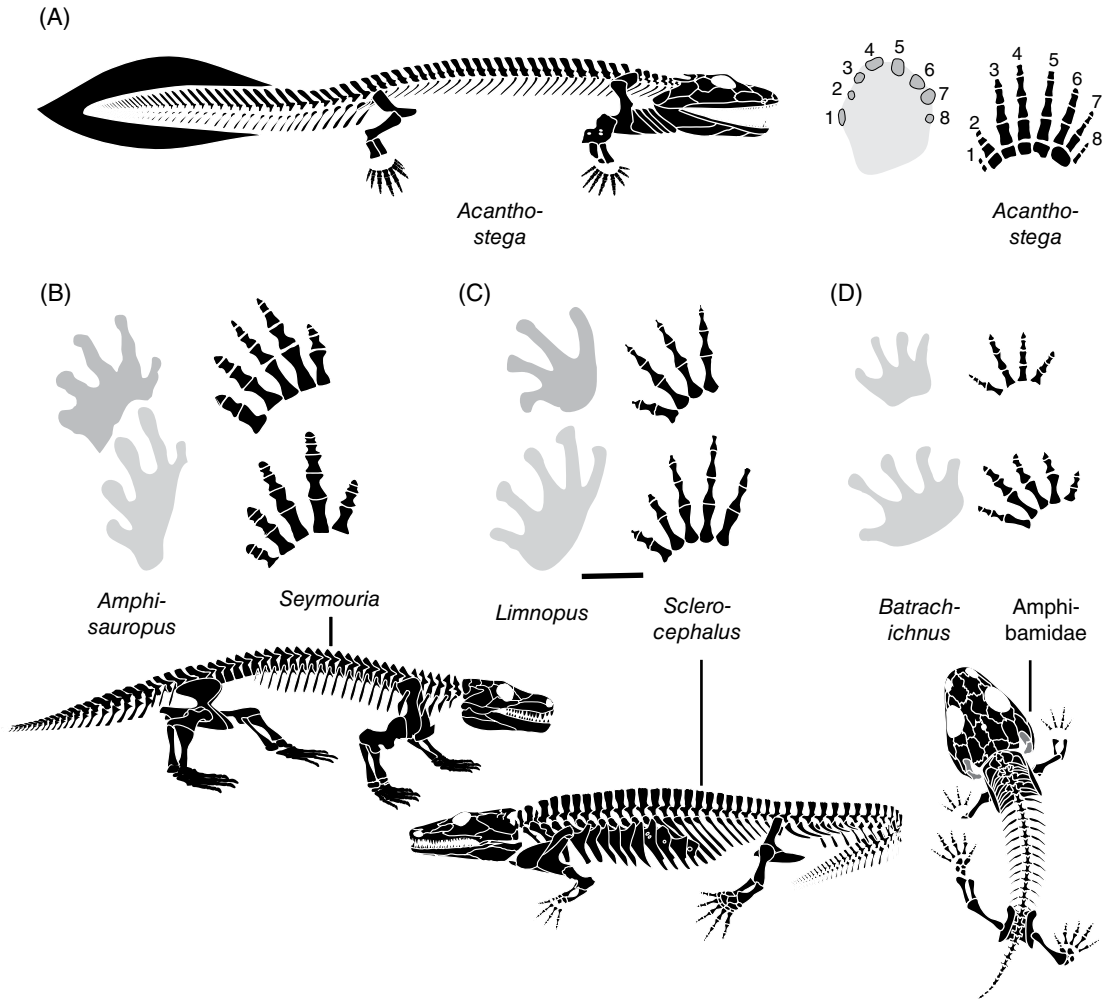 (A)
4 5
3 6
2 7
1 8
4
3 5
6
7
2
8
1
Acantho-
stega
Acantho-
stega
(B)
(C)
(D)
Amphi-
sauropus
Seymouria
Limnopus
Sclero-
cephalus
Batrach-
ichnus
Amphi-
bamidae